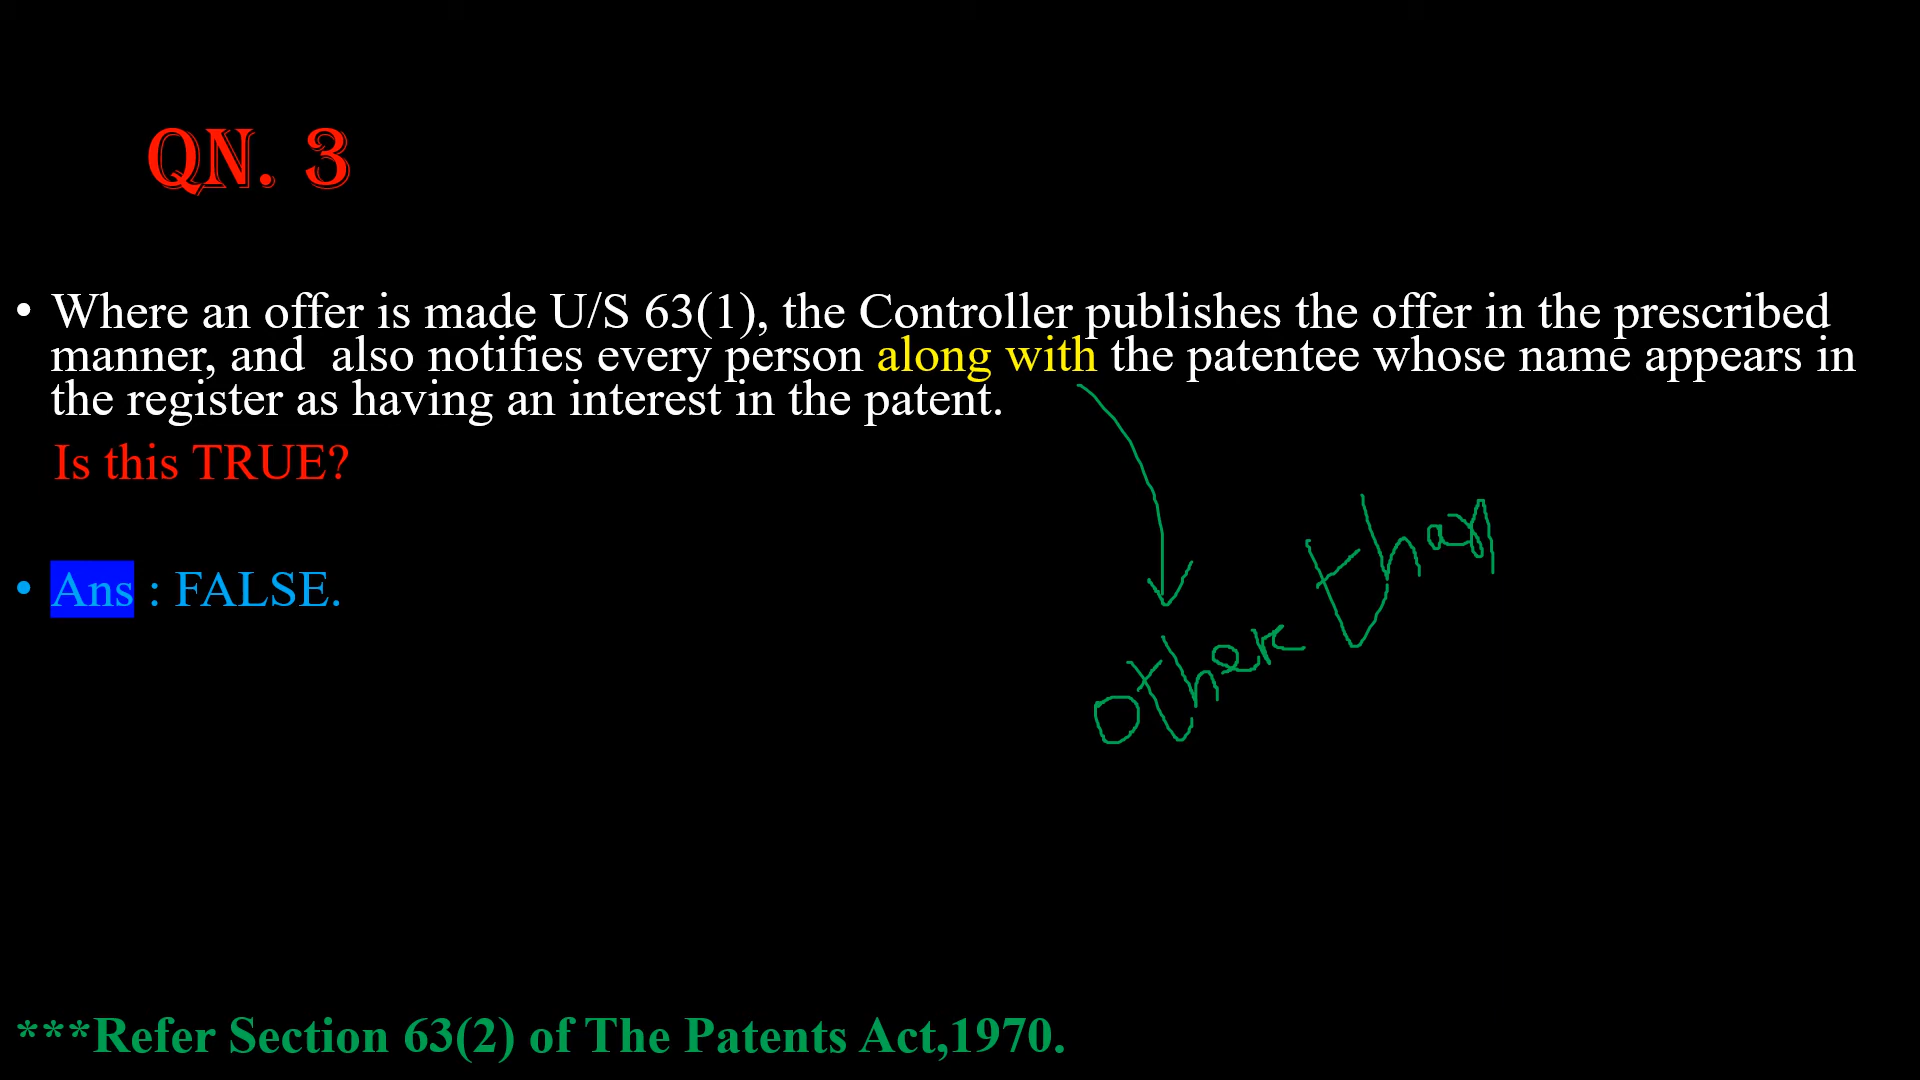 QN. 3
• Where an offer is made U/S 63(1), the Controller publishes the offer in the prescribed
manner, and also notifies every person along with the patentee whose name appears in
the register as having an interest in the patent.
Is this TRUE?
other than
• Ans : FALSE.
***Refer Section 63(2) of The Patents Act,1970.